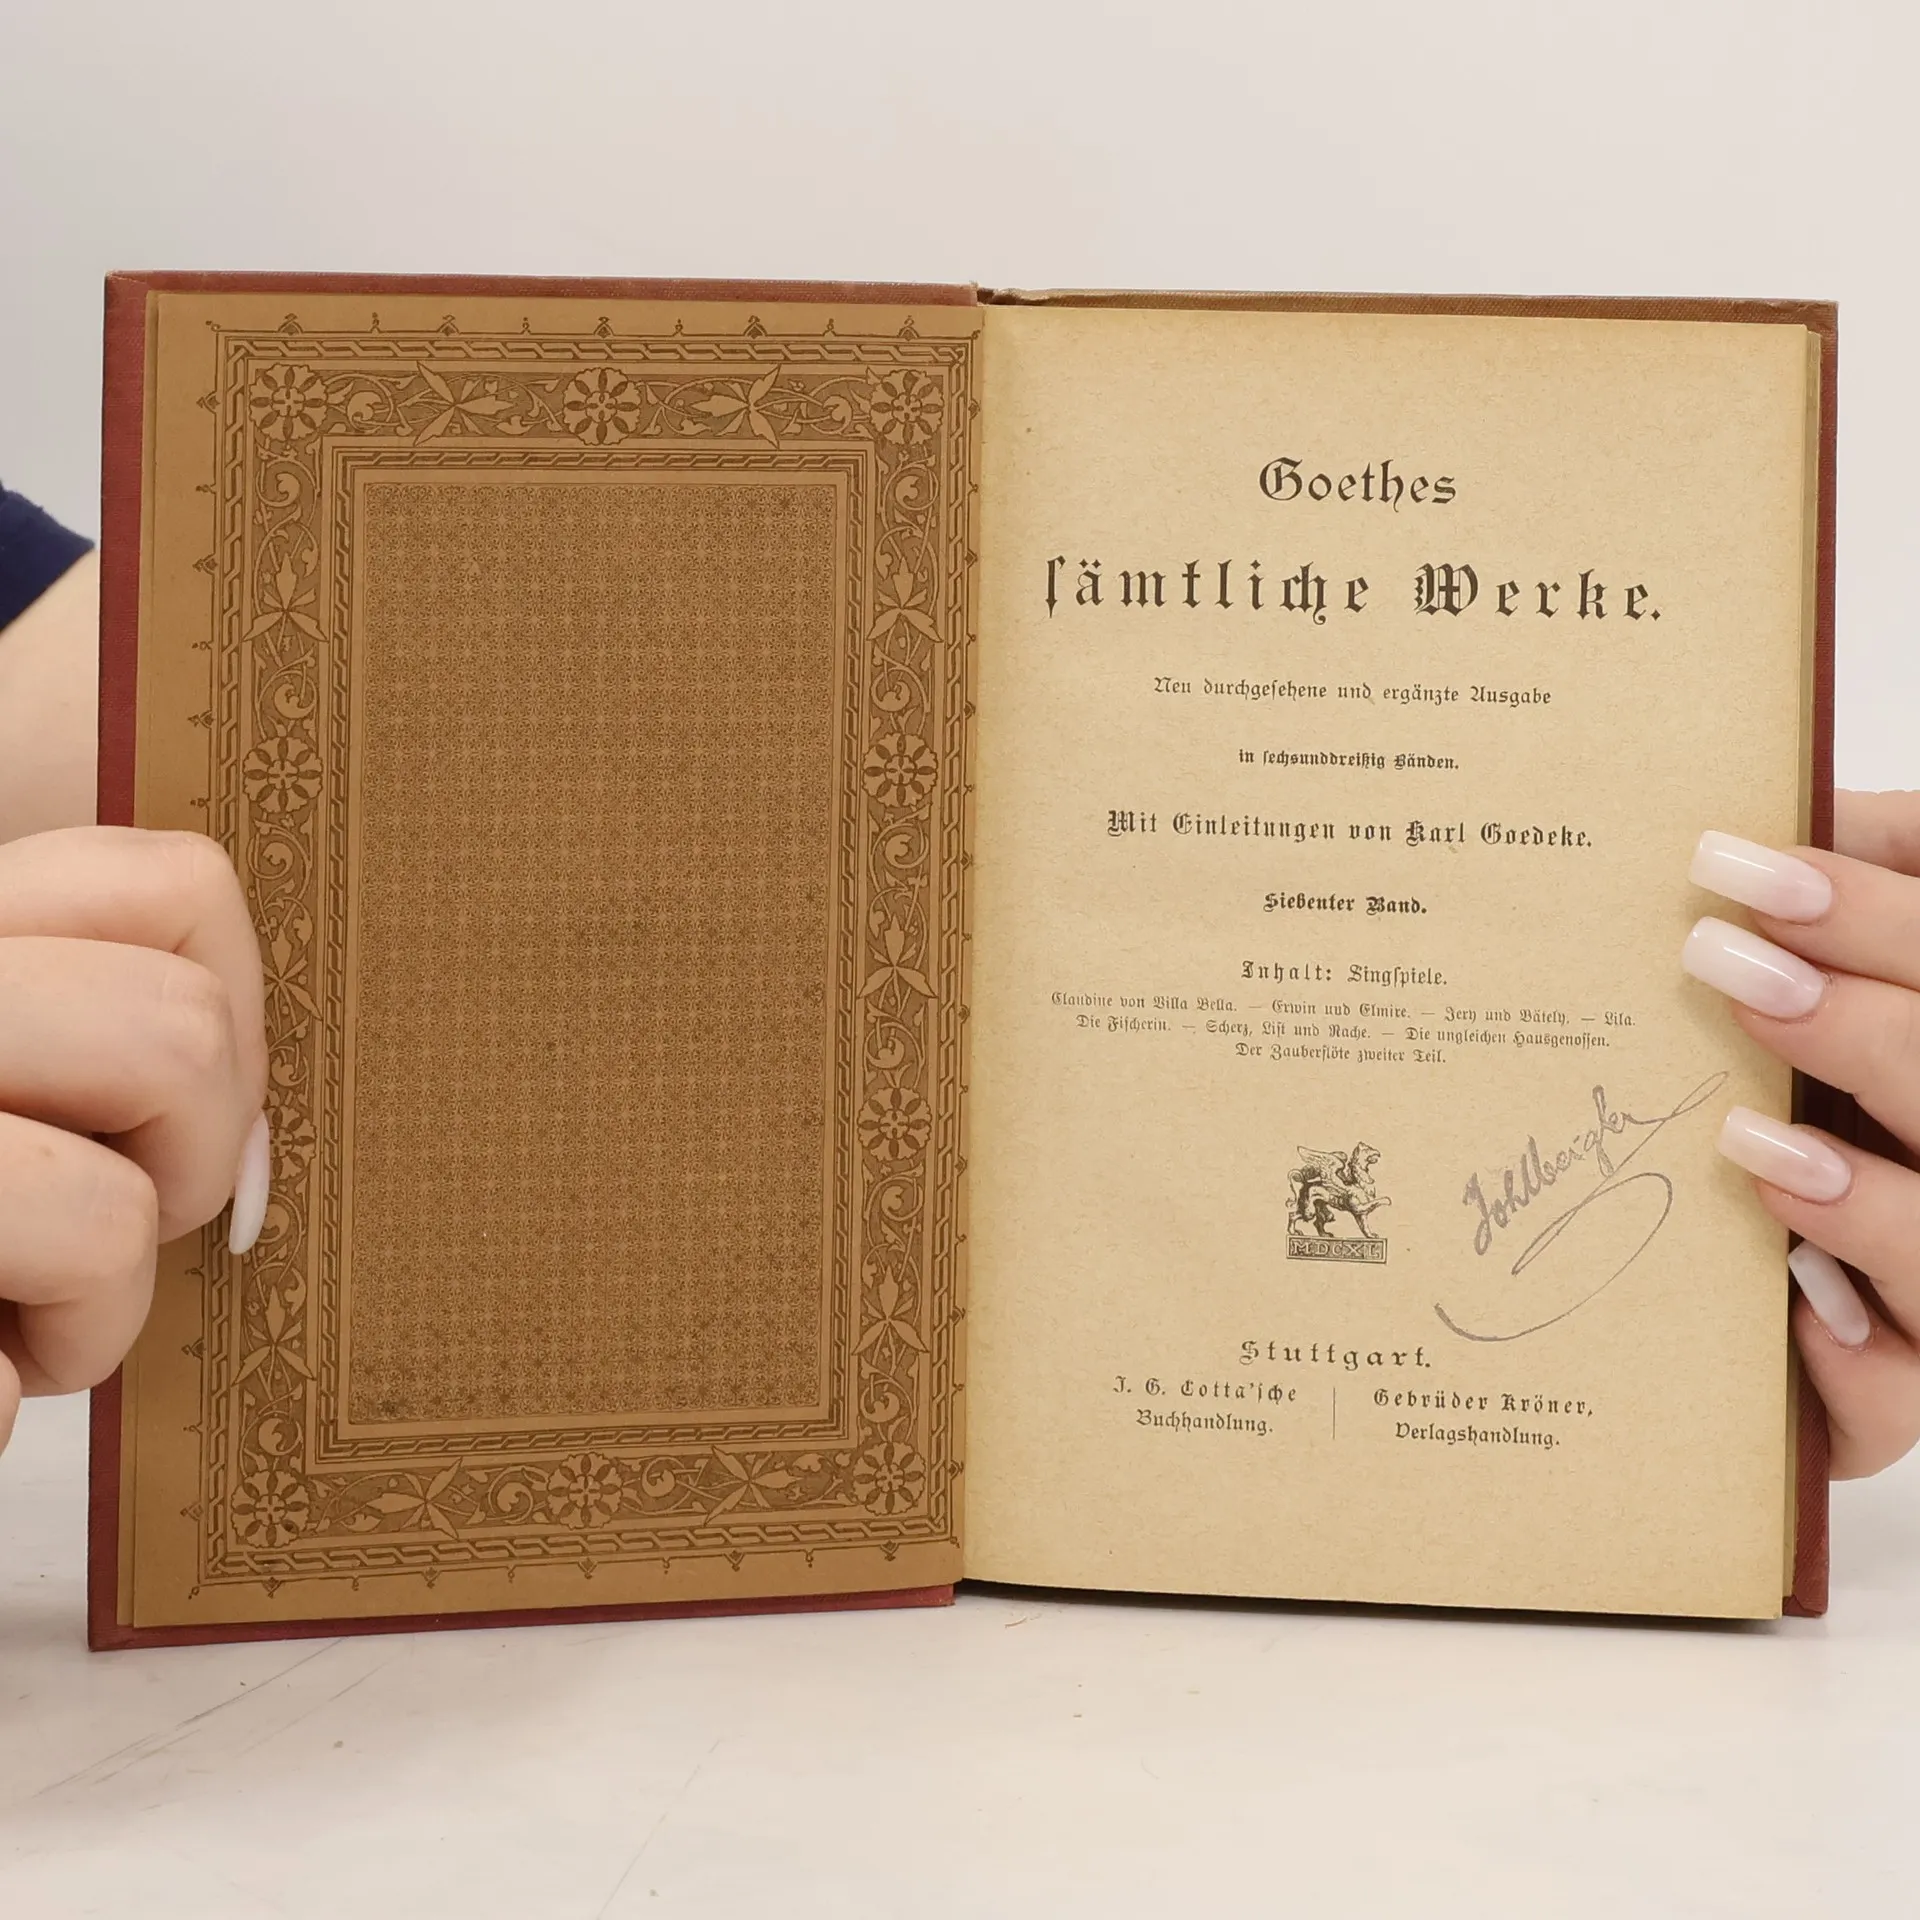 Goethes
ſämtliche Werke.
Neu durchgeſehene und ergänzte Ausgabe
in ſechsunddreißig Bänden.
Mit Einleitungen von Karl Goedeke.
Siebenter Band.
Inhalt: Singſpiele.
Claudine von Villa Bella. — Erwin und Elmire. — Jery und Bätely. — Lila.
Die Fiſcherin. — Scherz, Liſt und Rache. — Die ungleichen Hausgenoſſen.
Der Zauberflöte zweiter Teil.
MDCXL
Stuttgart.
J. G. Cotta'ſche
Buchhandlung.
Gebrüder Kröner,
Verlagshandlung.